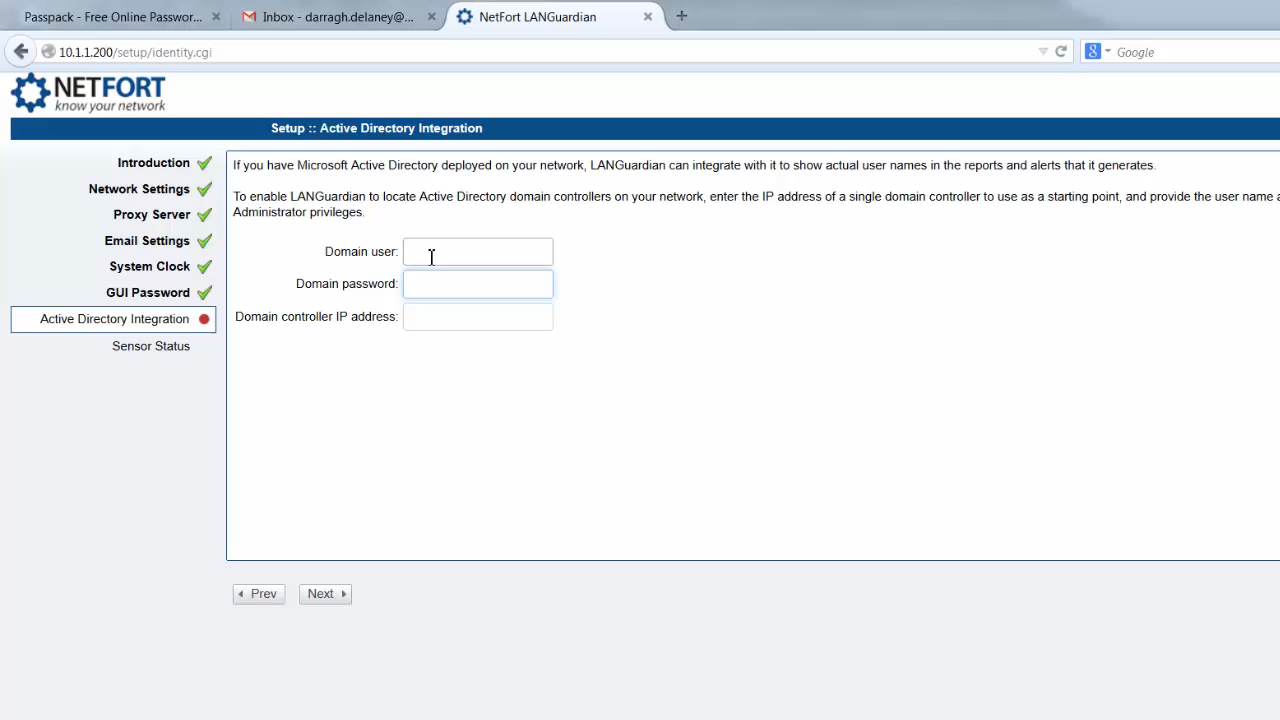 Passpack - Free Online Passwor...
Inbox - darragh.delaney@...
NetFort LANGuardian
10.1.1.200/setup/identity.cgi
8
Google
NETFORT
know your network
Setup :: Active Directory Integration
Introduction
Network Settings
Proxy Server
Email Settings
System Clock
GUI Password
Active Directory Integration
Sensor Status
If you have Microsoft Active Directory deployed on your network, LANGuardian can integrate with it to show actual user names in the reports and alerts that it generates.
To enable LANGuardian to locate Active Directory domain controllers on your network, enter the IP address of a single domain controller to use as a starting point, and provide the user name a
Administrator privileges.
Domain user:
Domain password:
Domain controller IP address:
Prev
Next